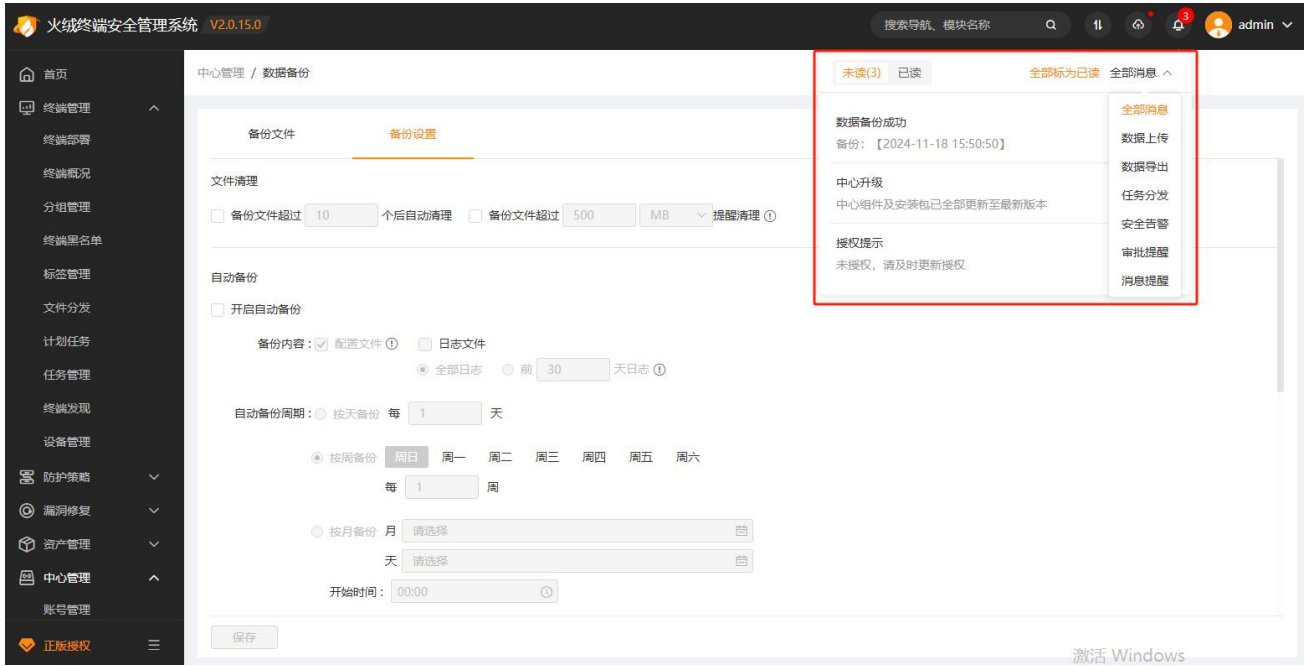 火绒终端安全管理系统 V2.0.15.0 搜索导航、模块名称 3 admin
首页
终端管理
终端部署
终端概况
分组管理
终端黑名单
标签管理
文件分发
计划任务
任务管理
终端发现
设备管理
防护策略
漏洞修复
资产管理
中心管理
账号管理
正版授权
中心管理 / 数据备份
备份文件 备份设置
文件清理
备份文件超过 10 个后自动清理 备份文件超过 500 MB 提醒清理
自动备份
开启自动备份
备份内容: 配置文件 日志文件
全部日志 前 30 天日志
自动备份周期: 按天备份 每 1 天
按周备份 周日 周一 周二 周三 周四 周五 周六
每 1 周
按月备份 月 请选择
天 请选择
开始时间: 00:00
保存
未读(3) 已读 全部标为已读 全部消息
数据备份成功
备份:【2024-11-18 15:50:50】
中心升级
中心组件及安装包已全部更新至最新版本
授权提示
未授权，请及时更新授权
全部消息
数据上传
数据导出
任务分发
安全告警
审批提醒
消息提醒
激活 Windows